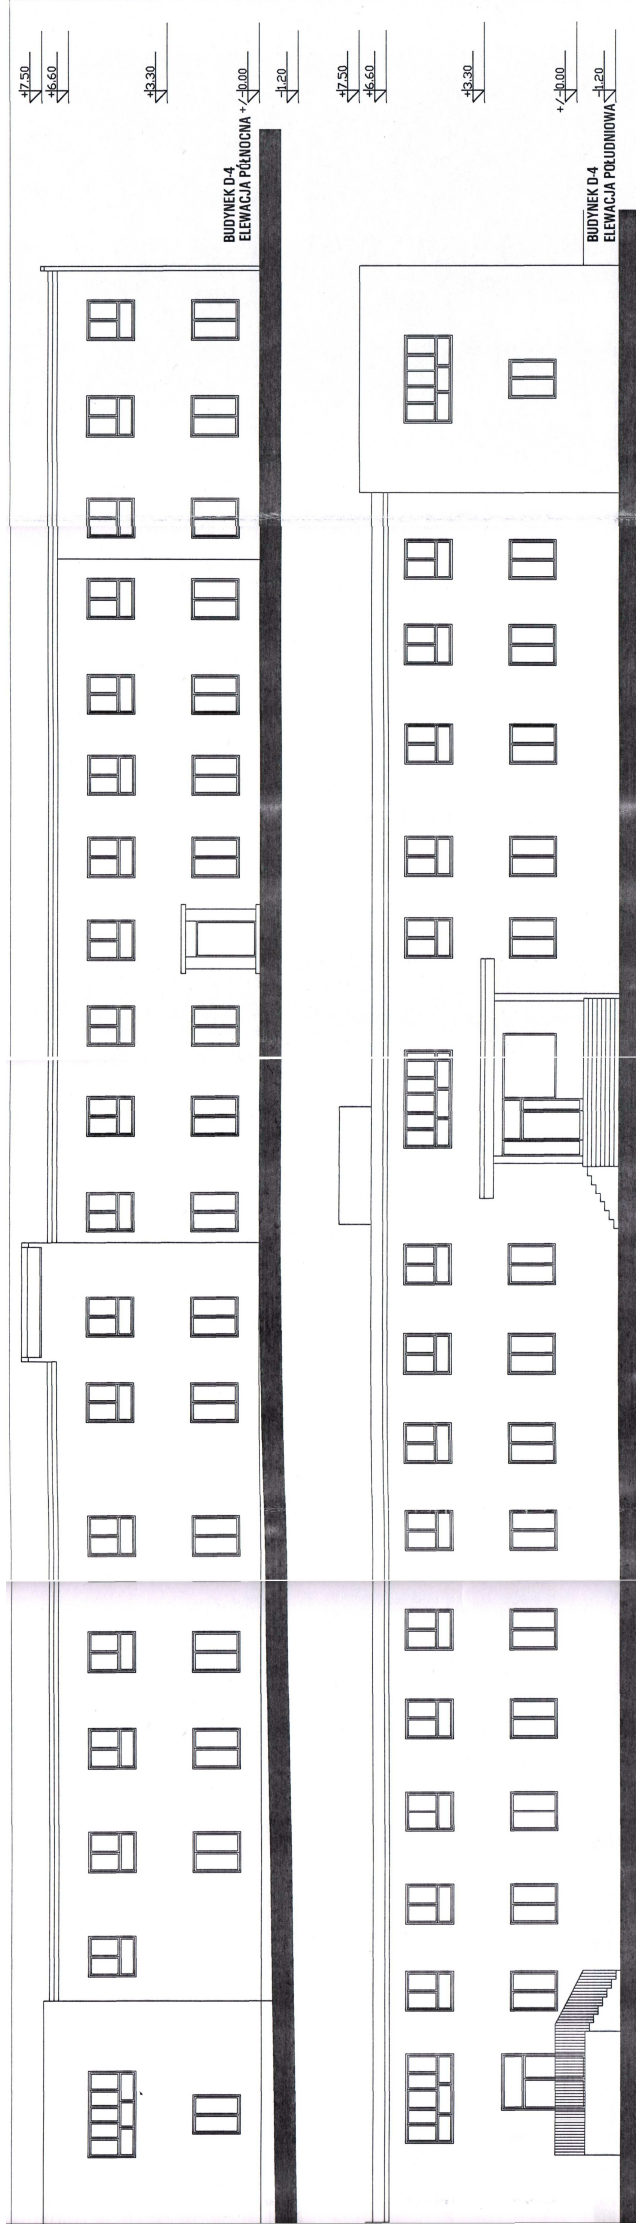 +7.50
+6.60
+3.30
+/-0.00
-1.20
BUDYNEK D-4
ELEWACJA PÓŁNOCNA
+7.50
+6.60
+3.30
+/-0.00
-1.20
BUDYNEK D-4
ELEWACJA POŁUDNIOWA